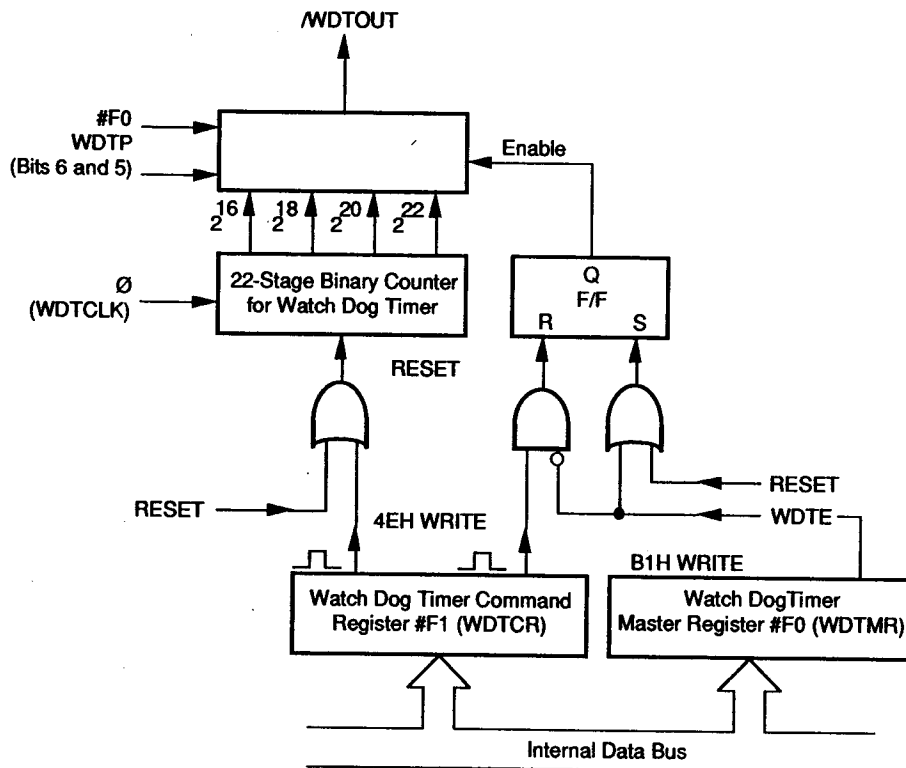 /WDTOUT
#F0
WDTP
(Bits 6 and 5)
Enable
2^16 2^18 2^20 2^22
Ø
(WDTCLK)
22-Stage Binary Counter
for Watch Dog Timer
Q
F/F
R S
RESET
RESET
RESET
WDTE
4EH WRITE
B1H WRITE
Watch Dog Timer Command
Register #F1 (WDTCR)
Watch DogTimer
Master Register #F0 (WDTMR)
Internal Data Bus